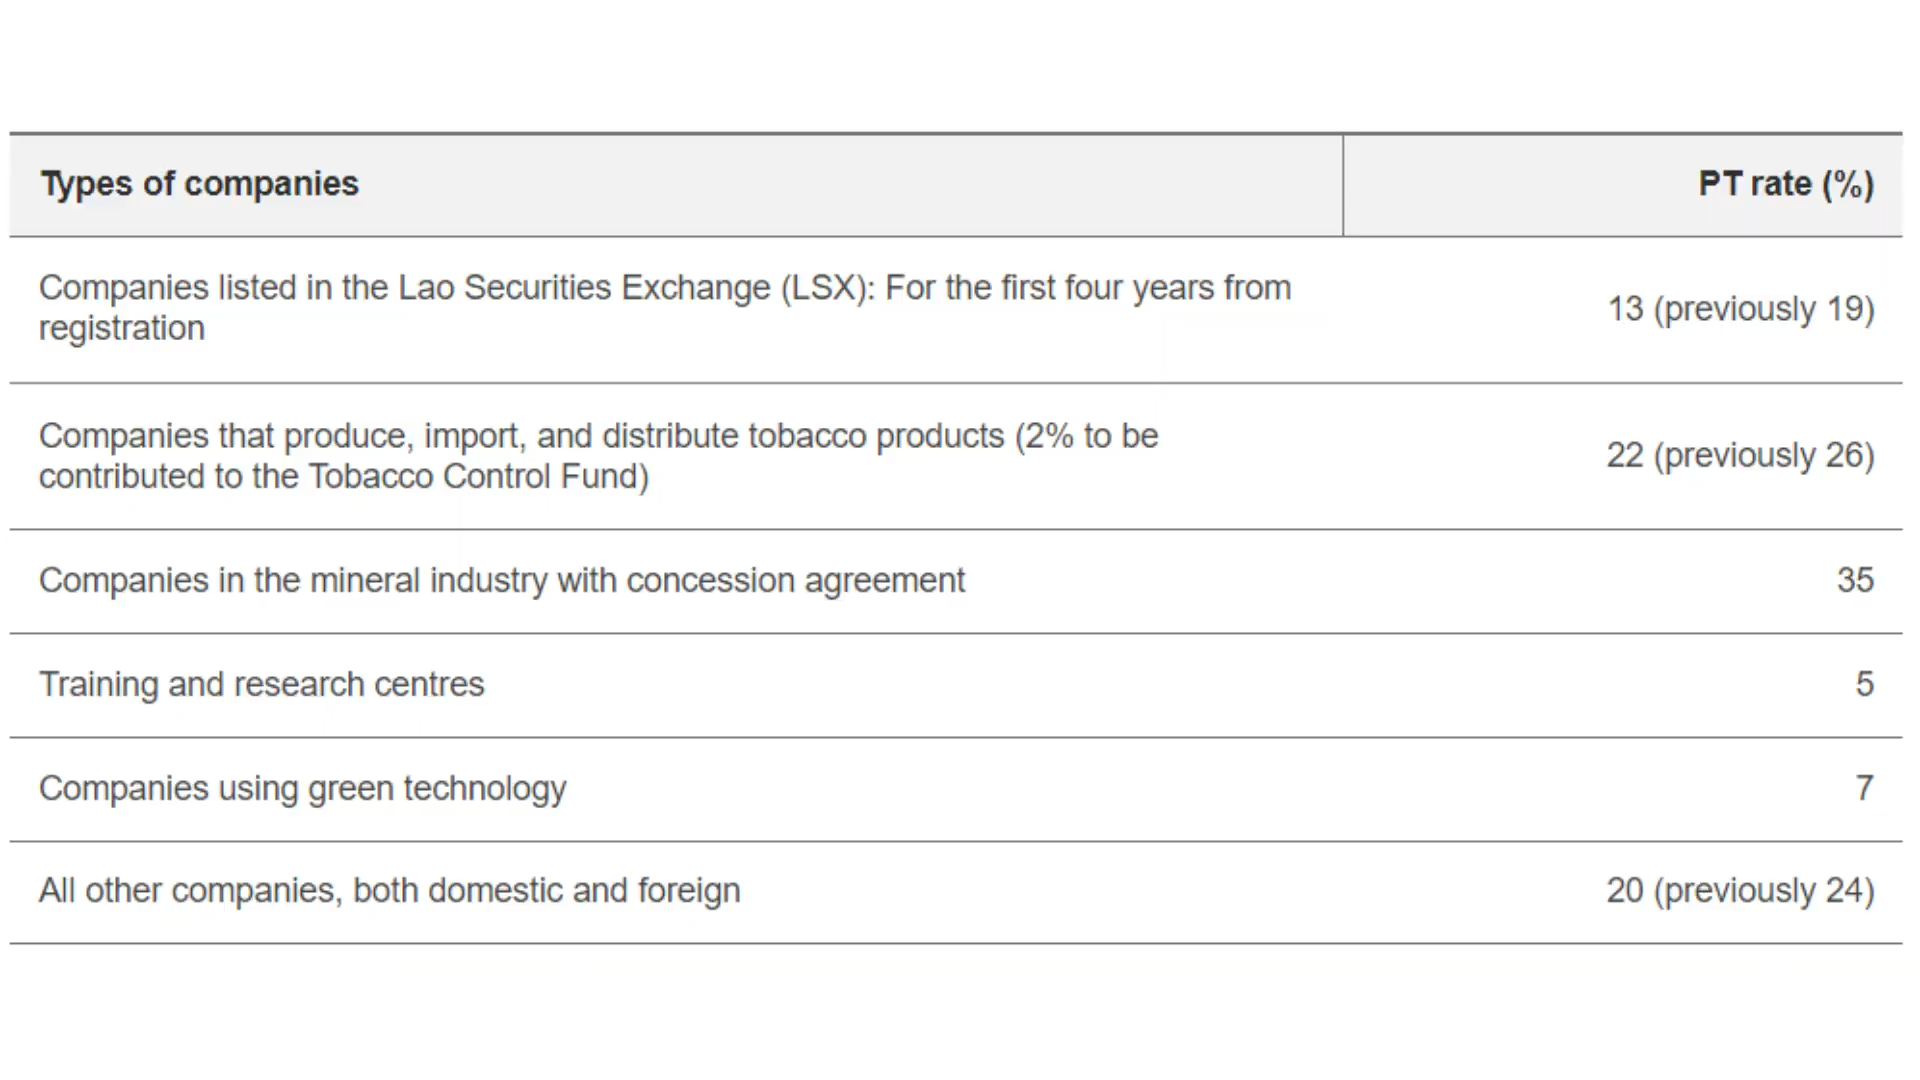 Types of companies
PT rate (%)
Companies listed in the Lao Securities Exchange (LSX): For the first four years from
registration
13 (previously 19)
Companies that produce, import, and distribute tobacco products (2% to be
contributed to the Tobacco Control Fund)
22 (previously 26)
Companies in the mineral industry with concession agreement
35
Training and research centres
5
Companies using green technology
7
All other companies, both domestic and foreign
20 (previously 24)